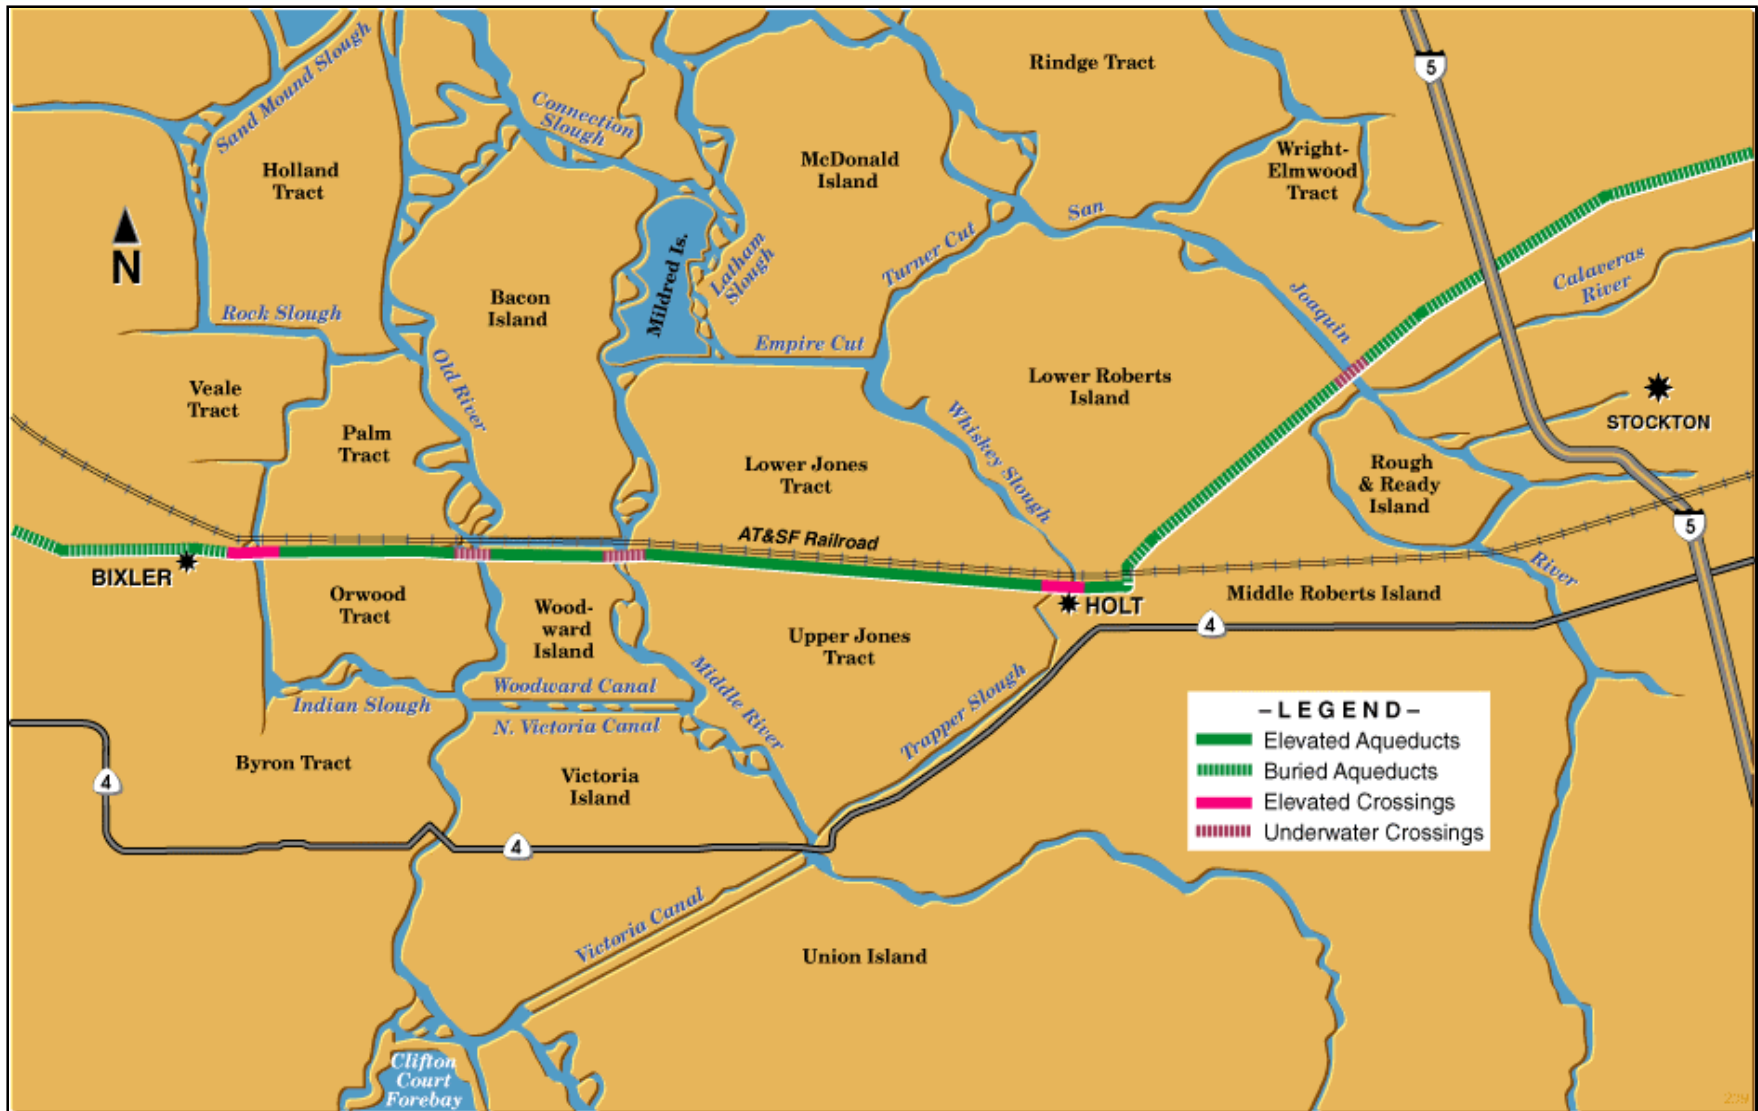 Sand Mound Slough
Connection
Slough
Rindge Tract
5
Holland
Tract
McDonald
Island
Wright-
Elmwood
Tract
N
San
Turner Cut
Latham
Slough
Mildred Is.
Calaveras
River
Rock Slough
Bacon
Island
Joaquin
Empire Cut
Old River
Veale
Tract
Lower Roberts
Island
STOCKTON
Palm
Tract
Whiskey Slough
Lower Jones
Tract
Rough
& Ready
Island
5
AT&SF Railroad
BIXLER
River
Orwood
Tract
Wood-
ward
Island
HOLT
Middle Roberts Island
4
Upper Jones
Tract
Woodward Canal
Middle River
Trapper Slough
Indian Slough
N. Victoria Canal
– L E G E N D –
Elevated Aqueducts
Buried Aqueducts
Elevated Crossings
Underwater Crossings
Byron Tract
4
Victoria
Island
4
Victoria Canal
Union Island
Clifton
Court
Forebay